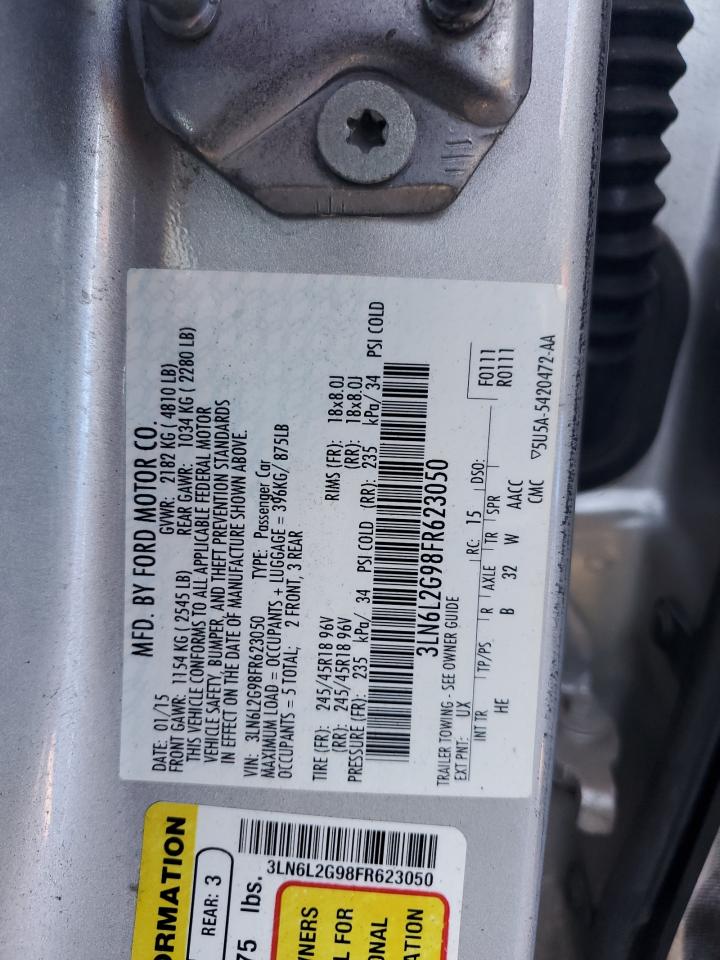 MFD. BY FORD MOTOR CO.
DATE: 01/15 GVWR: 2182 KG ( 4810 LB)
FRONT GAWR: 1154 KG ( 2545 LB) REAR GAWR: 1034 KG ( 2280 LB)
THIS VEHICLE CONFORMS TO ALL APPLICABLE FEDERAL MOTOR
VEHICLE SAFETY, BUMPER, AND THEFT PREVENTION STANDARDS
IN EFFECT ON THE DATE OF MANUFACTURE SHOWN ABOVE.
VIN: 3LN6L2G98FR623050 TYPE: Passenger Car
MAXIMUM LOAD = OCCUPANTS + LUGGAGE = 396KG/ 875LB
OCCUPANTS = 5 TOTAL; 2 FRONT, 3 REAR
TIRE (FR): 245/45R18 96V RIMS (FR): 18x8.0J
(RR): 245/45R18 96V (RR): 18x8.0J
PRESSURE (FR): 235 kPa/ 34 PSI COLD (RR): 235 kPa/ 34 PSI COLD
3LN6L2G98FR623050
TRAILER TOWING - SEE OWNER GUIDE
EXT PNT: UX RC: 15 DSO: F0111
R0111
INT TR TP/PS R AXLE TR SPR
HE B 32 W AACC
CMC
▽5U5A-5420472-AA
ORMATION
REAR: 3
75 lbs.
3LN6L2G98FR623050
WNERS
L FOR
ONAL
ATION